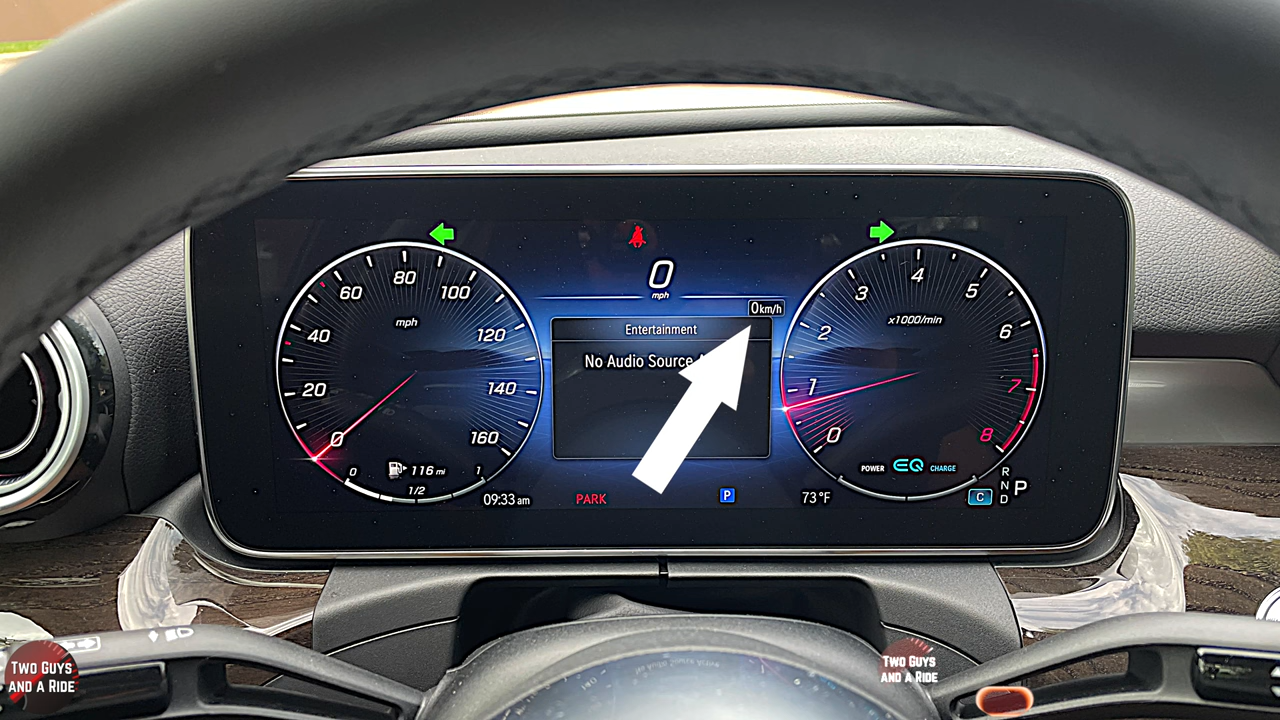 0
mph
0km/h
Entertainment
No Audio Source
mph
0
20
40
60
80
100
120
140
160
0
1/2
1
116 mi
09:33 am
PARK
P
73°F
x1000/min
0
1
2
3
4
5
6
7
8
POWER EQ CHARGE
C
R
N
D
P
TWO GUYS
AND A RIDE
TWO GUYS
AND A RIDE